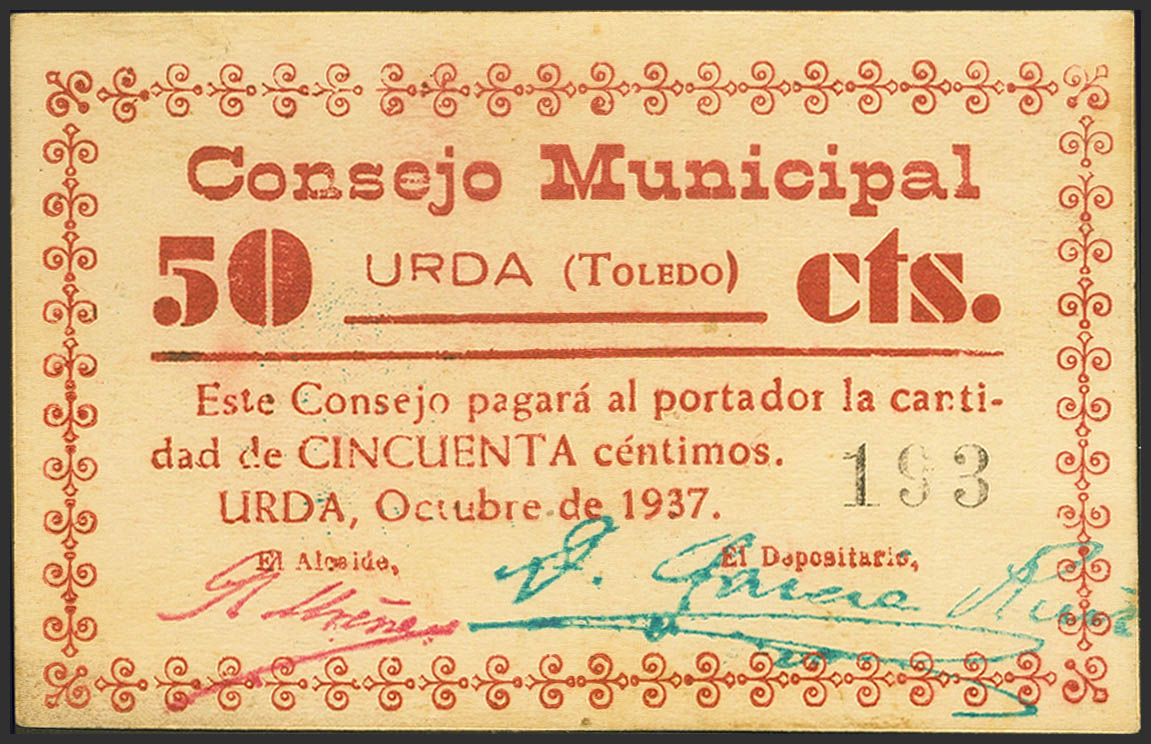 Consejo Municipal
50 URDA (TOLEDO) cts.
Este Consejo pagará al portador la canti-
dad de CINCUENTA céntimos.
193
URDA, Octubre de 1937.
El Alcalde, El Depositario,
García